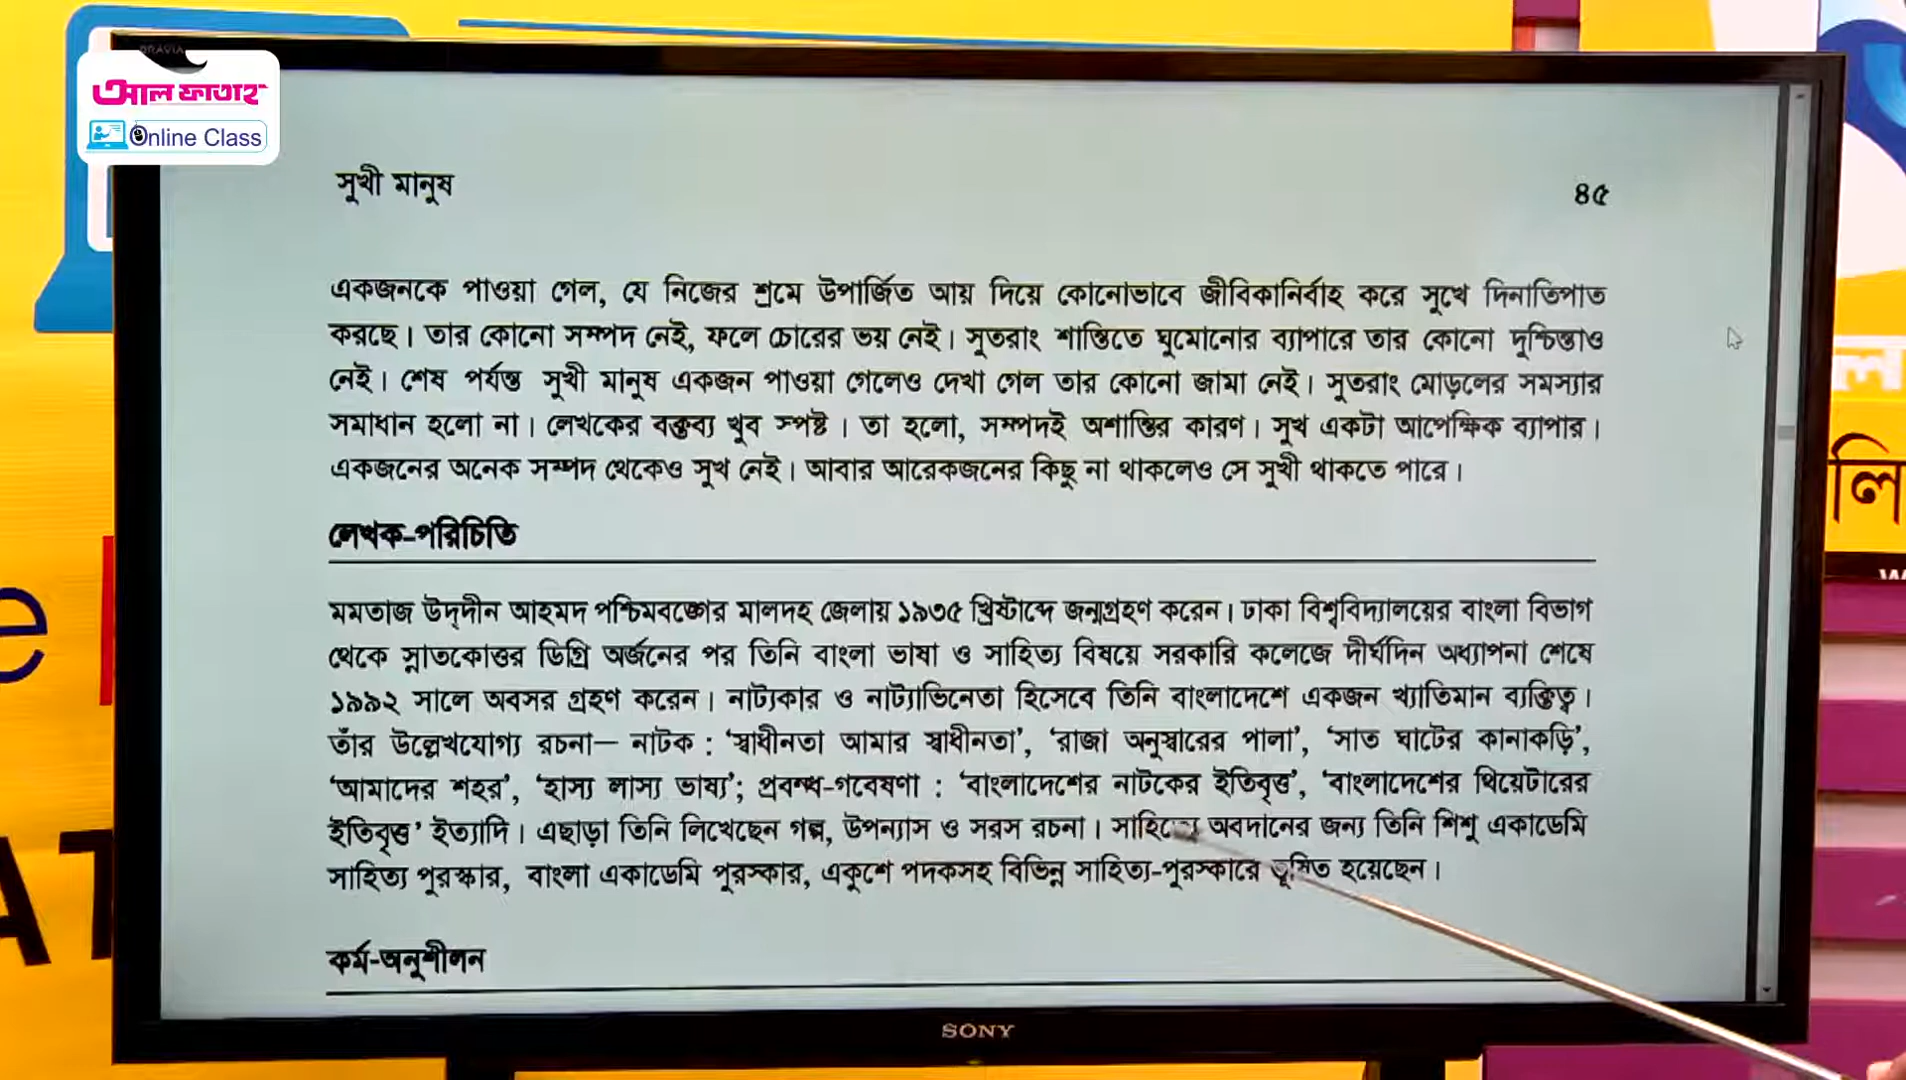 BRAVIA
আল ফাতাহ
Online Class
সুখী মানুষ
৪৫
একজনকে পাওয়া গেল, যে নিজের শ্রমে উপার্জিত আয় দিয়ে কোনোভাবে জীবিকানির্বাহ করে সুখে দিনাতিপাত
করছে। তার কোনো সম্পদ নেই, ফলে চোরের ভয় নেই। সুতরাং শান্তিতে ঘুমোনোর ব্যাপারে তার কোনো দুশ্চিন্তাও
নেই। শেষ পর্যন্ত সুখী মানুষ একজন পাওয়া গেলেও দেখা গেল তার কোনো জামা নেই। সুতরাং মোড়লের সমস্যার
সমাধান হলো না। লেখকের বক্তব্য খুব স্পষ্ট। তা হলো, সম্পদই অশান্তির কারণ। সুখ একটা আপেক্ষিক ব্যাপার।
একজনের অনেক সম্পদ থেকেও সুখ নেই। আবার আরেকজনের কিছু না থাকলেও সে সুখী থাকতে পারে।
লেখক-পরিচিতি
মমতাজ উদ্‌দীন আহমদ পশ্চিমবঙ্গের মালদহ জেলায় ১৯৩৫ খ্রিষ্টাব্দে জন্মগ্রহণ করেন। ঢাকা বিশ্ববিদ্যালয়ের বাংলা বিভাগ
থেকে স্নাতকোত্তর ডিগ্রি অর্জনের পর তিনি বাংলা ভাষা ও সাহিত্য বিষয়ে সরকারি কলেজে দীর্ঘদিন অধ্যাপনা শেষে
১৯৯২ সালে অবসর গ্রহণ করেন। নাট্যকার ও নাট্যাভিনেতা হিসেবে তিনি বাংলাদেশে একজন খ্যাতিমান ব্যক্তিত্ব।
তাঁর উল্লেখযোগ্য রচনা— নাটক : ‘স্বাধীনতা আমার স্বাধীনতা’, ‘রাজা অনুস্বারের পালা’, ‘সাত ঘাটের কানাকড়ি’,
‘আমাদের শহর’, ‘হাস্য লাস্য ভাষ্য’; প্রবন্ধ-গবেষণা : ‘বাংলাদেশের নাটকের ইতিবৃত্ত’, ‘বাংলাদেশের থিয়েটারের
ইতিবৃত্ত’ ইত্যাদি। এছাড়া তিনি লিখেছেন গল্প, উপন্যাস ও সরস রচনা। সাহিত্যে অবদানের জন্য তিনি শিশু একাডেমি
সাহিত্য পুরস্কার, বাংলা একাডেমি পুরস্কার, একুশে পদকসহ বিভিন্ন সাহিত্য-পুরস্কারে ভূষিত হয়েছেন।
কর্ম-অনুশীলন
SONY